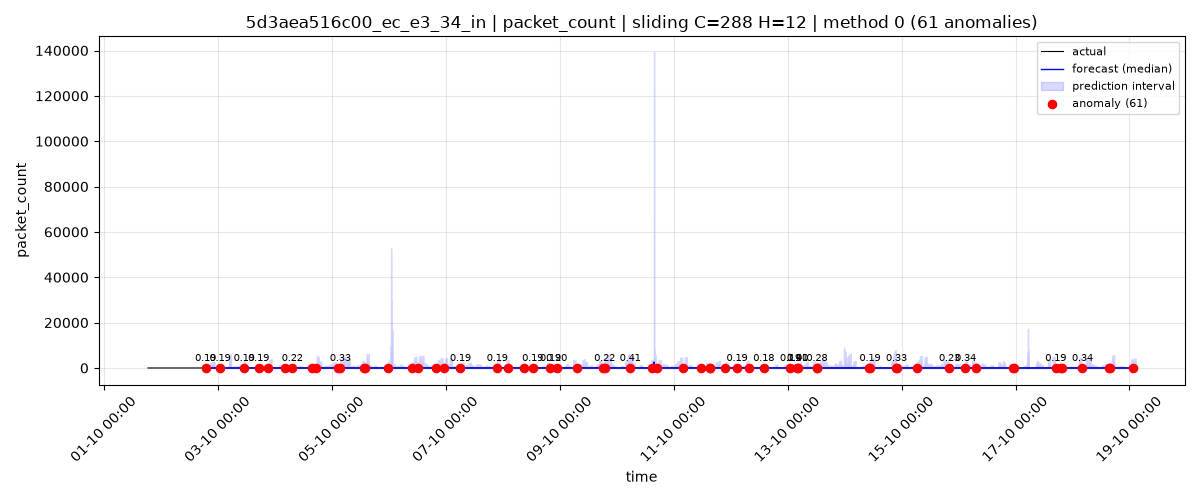 5d3aea516c00_ec_e3_34_in | packet_count | sliding C=288 H=12 | method 0 (61 anomalies)
actual
forecast (median)
prediction interval
anomaly (61)
packet_count
140000
120000
100000
80000
60000
40000
20000
0
0.19 0.19 0.22 0.33 0.19 0.19 0.19 0.22 0.41 0.19 0.18 0.28 0.19 0.33 0.34 0.19 0.34
01-10 00:00
03-10 00:00
05-10 00:00
07-10 00:00
09-10 00:00
11-10 00:00
13-10 00:00
15-10 00:00
17-10 00:00
19-10 00:00
time